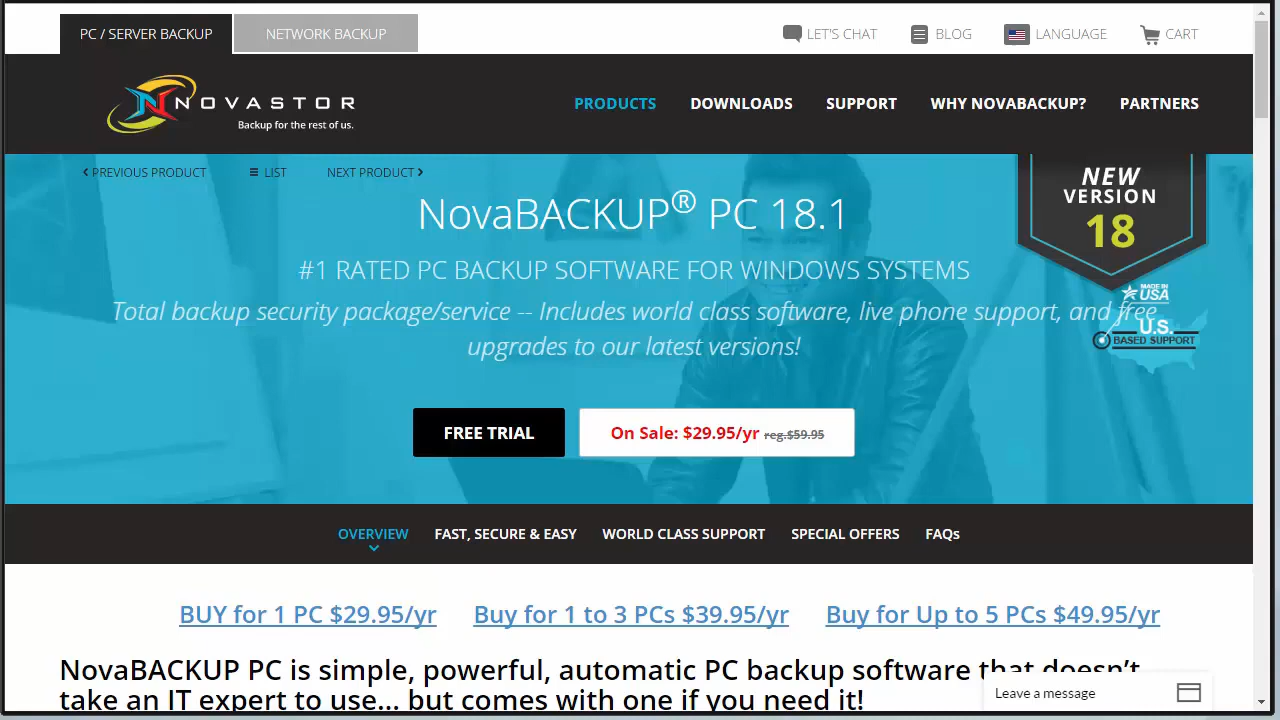 PC / SERVER BACKUP
NETWORK BACKUP
LET'S CHAT
BLOG
LANGUAGE
CART
NOVASTOR
Backup for the rest of us.
PRODUCTS
DOWNLOADS
SUPPORT
WHY NOVABACKUP?
PARTNERS
PREVIOUS PRODUCT
LIST
NEXT PRODUCT
NEW
VERSION
18
NovaBACKUP® PC 18.1
#1 RATED PC BACKUP SOFTWARE FOR WINDOWS SYSTEMS
MADE IN
USA
Total backup security package/service -- Includes world class software, live phone support, and free
upgrades to our latest versions!
U.S.
BASED SUPPORT
FREE TRIAL
On Sale: $29.95/yr reg.$59.95
OVERVIEW
FAST, SECURE & EASY
WORLD CLASS SUPPORT
SPECIAL OFFERS
FAQs
BUY for 1 PC $29.95/yr
Buy for 1 to 3 PCs $39.95/yr
Buy for Up to 5 PCs $49.95/yr
NovaBACKUP PC is simple, powerful, automatic PC backup software that doesn't
take an IT expert to use... but comes with one if you need it!
Leave a message